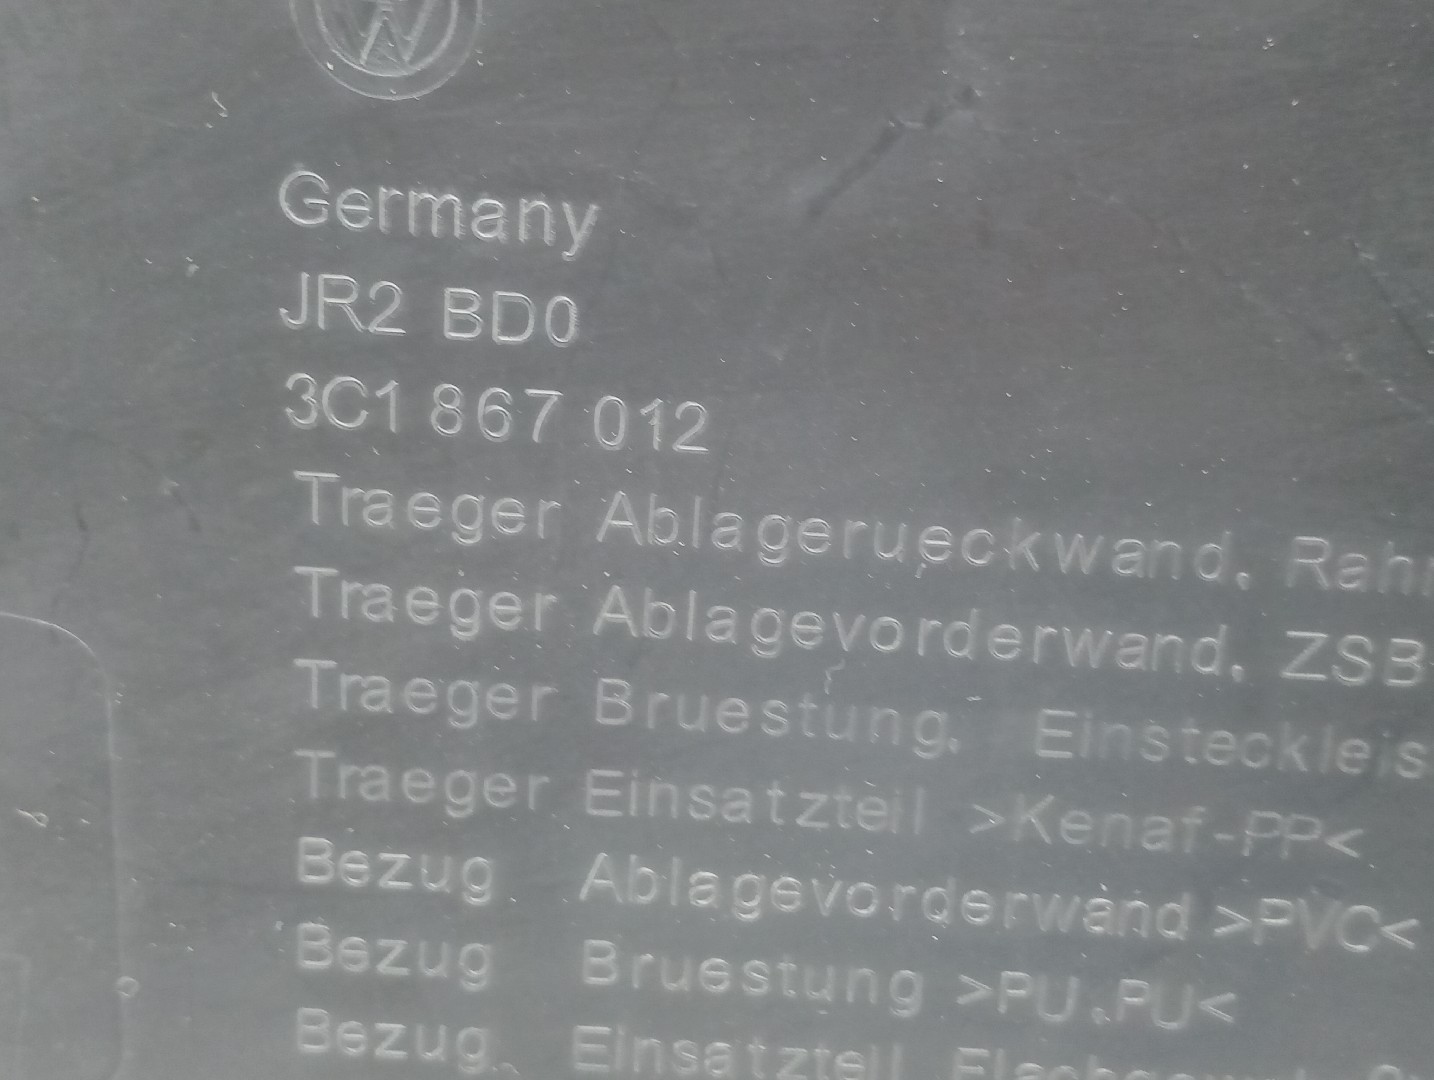 Germany
JR2 BD0
3C1 867 012
Traeger Ablagerueckwand, Rah
Traeger Ablagevorderwand, ZSB
Traeger Bruestung, Einsteckleis
Traeger Einsatzteil >Kenaf-PP<
Bezug Ablagevorderwand >PVC<
Bezug Bruestung >PU,PU<
Bezug Einsatzteil